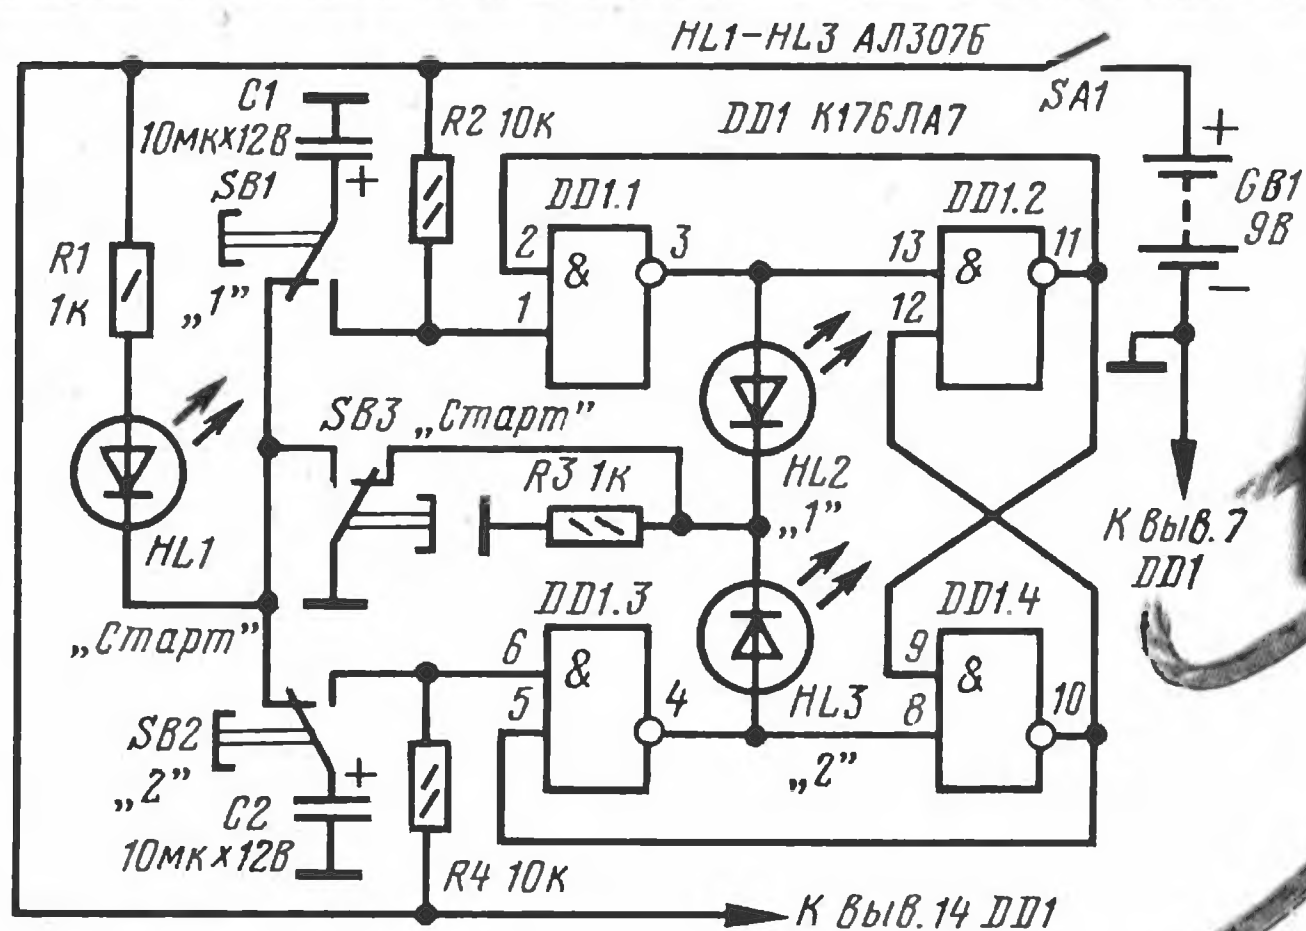 HL1-HL3 АЛ307Б
SA1
C1
10мк×12В
R2 10к
DD1 К176ЛА7
+
SB1
+
DD1.1
DD1.2
GB1
9В
R1
1к
„1”
2
&
3
13
&
11
1
12
−
SB3 „Старт”
R3 1к
HL2
„1”
HL1
К выв.7
DD1
„Старт”
DD1.3
DD1.4
6
&
5
4
9
&
8
10
SB2
„2”
+
HL3
„2”
C2
10мк×12В
R4 10к
К выв.14 DD1